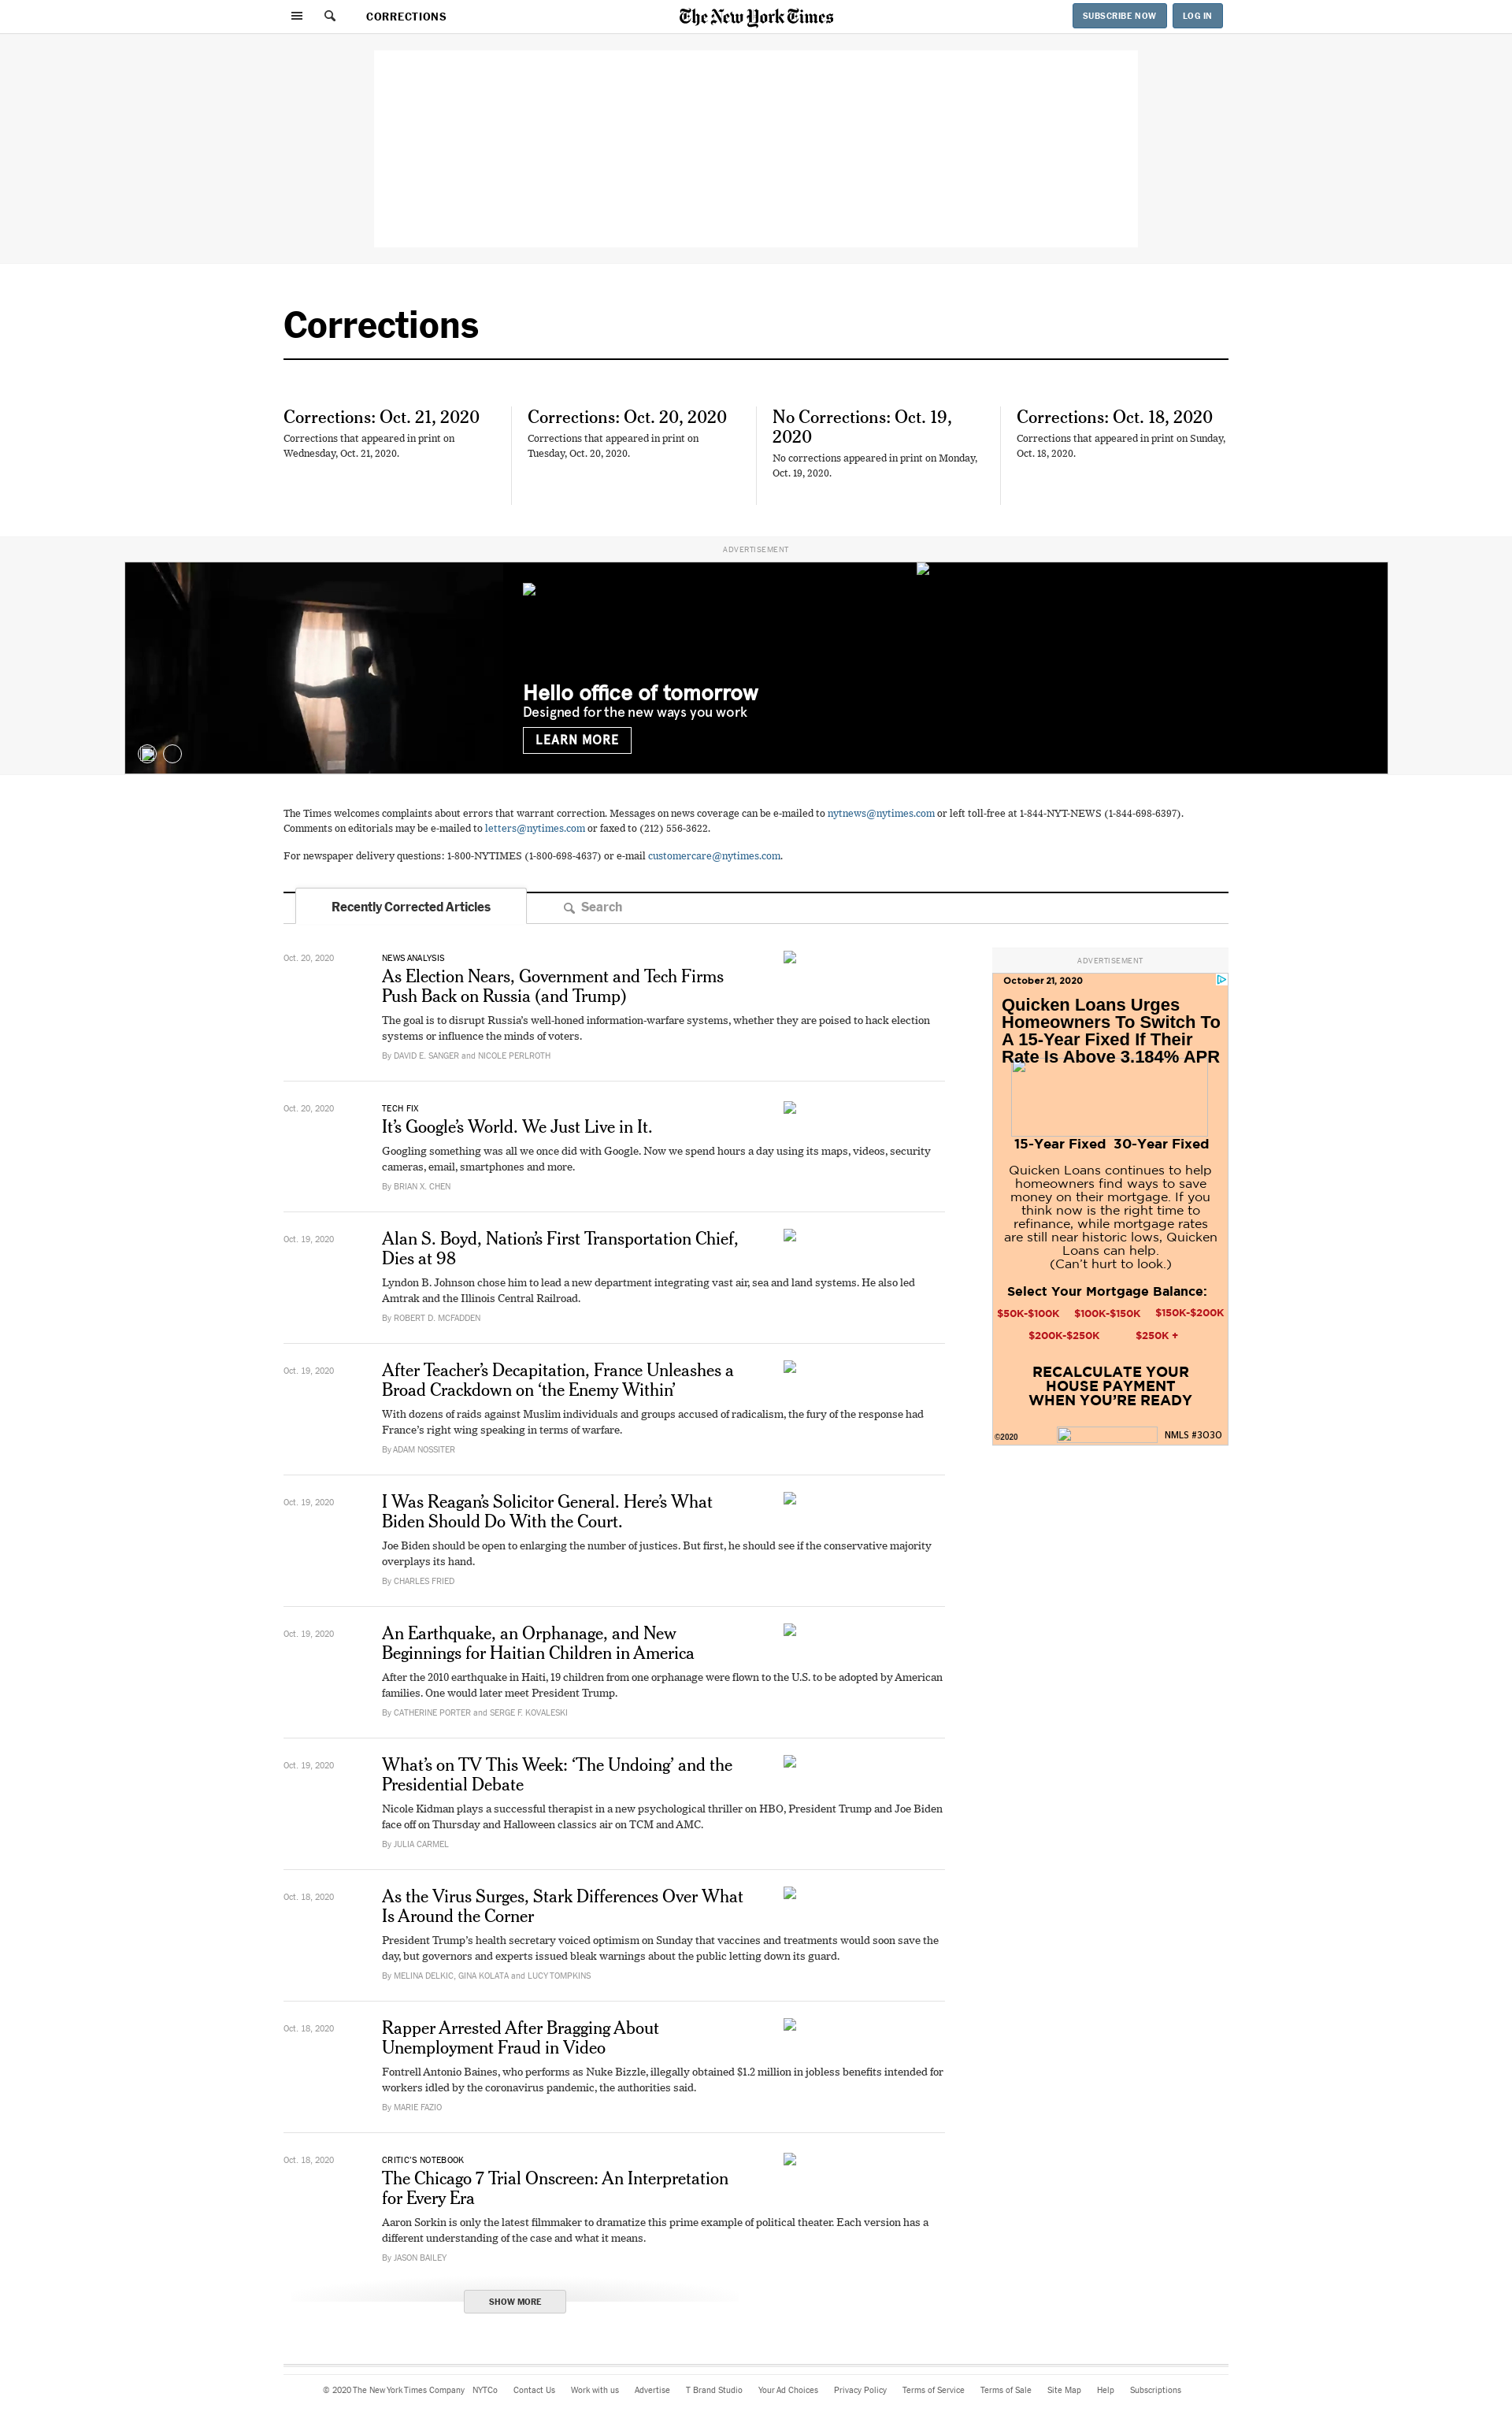 CORRECTIONS
The New York Times
SUBSCRIBE NOW
LOG IN
Corrections
Corrections: Oct. 21, 2020
Corrections that appeared in print on
Wednesday, Oct. 21, 2020.
Corrections: Oct. 20, 2020
Corrections that appeared in print on
Tuesday, Oct. 20, 2020.
No Corrections: Oct. 19,
2020
No corrections appeared in print on Monday,
Oct. 19, 2020.
Corrections: Oct. 18, 2020
Corrections that appeared in print on Sunday,
Oct. 18, 2020.
ADVERTISEMENT
Hello office of tomorrow
Designed for the new ways you work
LEARN MORE
The Times welcomes complaints about errors that warrant correction. Messages on news coverage can be e-mailed to nytnews@nytimes.com or left toll-free at 1-844-NYT-NEWS (1-844-698-6397).
Comments on editorials may be e-mailed to letters@nytimes.com or faxed to (212) 556-3622.
For newspaper delivery questions: 1-800-NYTIMES (1-800-698-4637) or e-mail customercare@nytimes.com.
Recently Corrected Articles
Search
Oct. 20, 2020
NEWS ANALYSIS
As Election Nears, Government and Tech Firms
Push Back on Russia (and Trump)
The goal is to disrupt Russia’s well-honed information-warfare systems, whether they are poised to hack election
systems or influence the minds of voters.
By DAVID E. SANGER and NICOLE PERLROTH
Oct. 20, 2020
TECH FIX
It’s Google’s World. We Just Live in It.
Googling something was all we once did with Google. Now we spend hours a day using its maps, videos, security
cameras, email, smartphones and more.
By BRIAN X. CHEN
Oct. 19, 2020
Alan S. Boyd, Nation’s First Transportation Chief,
Dies at 98
Lyndon B. Johnson chose him to lead a new department integrating vast air, sea and land systems. He also led
Amtrak and the Illinois Central Railroad.
By ROBERT D. MCFADDEN
Oct. 19, 2020
After Teacher’s Decapitation, France Unleashes a
Broad Crackdown on ‘the Enemy Within’
With dozens of raids against Muslim individuals and groups accused of radicalism, the fury of the response had
France’s right wing speaking in terms of warfare.
By ADAM NOSSITER
Oct. 19, 2020
I Was Reagan’s Solicitor General. Here’s What
Biden Should Do With the Court.
Joe Biden should be open to enlarging the number of justices. But first, he should see if the conservative majority
overplays its hand.
By CHARLES FRIED
Oct. 19, 2020
An Earthquake, an Orphanage, and New
Beginnings for Haitian Children in America
After the 2010 earthquake in Haiti, 19 children from one orphanage were flown to the U.S. to be adopted by American
families. One would later meet President Trump.
By CATHERINE PORTER and SERGE F. KOVALESKI
Oct. 19, 2020
What’s on TV This Week: ‘The Undoing’ and the
Presidential Debate
Nicole Kidman plays a successful therapist in a new psychological thriller on HBO, President Trump and Joe Biden
face off on Thursday and Halloween classics air on TCM and AMC.
By JULIA CARMEL
Oct. 18, 2020
As the Virus Surges, Stark Differences Over What
Is Around the Corner
President Trump’s health secretary voiced optimism on Sunday that vaccines and treatments would soon save the
day, but governors and experts issued bleak warnings about the public letting down its guard.
By MELINA DELKIC, GINA KOLATA and LUCY TOMPKINS
Oct. 18, 2020
Rapper Arrested After Bragging About
Unemployment Fraud in Video
Fontrell Antonio Baines, who performs as Nuke Bizzle, illegally obtained $1.2 million in jobless benefits intended for
workers idled by the coronavirus pandemic, the authorities said.
By MARIE FAZIO
Oct. 18, 2020
CRITIC’S NOTEBOOK
The Chicago 7 Trial Onscreen: An Interpretation
for Every Era
Aaron Sorkin is only the latest filmmaker to dramatize this prime example of political theater. Each version has a
different understanding of the case and what it means.
By JASON BAILEY
SHOW MORE
ADVERTISEMENT
October 21, 2020
Quicken Loans Urges
Homeowners To Switch To
A 15-Year Fixed If Their
Rate Is Above 3.184% APR
15-Year Fixed 30-Year Fixed
Quicken Loans continues to help
homeowners find ways to save
money on their mortgage. If you
think now is the right time to
refinance, while mortgage rates
are still near historic lows, Quicken
Loans can help.
(Can’t hurt to look.)
Select Your Mortgage Balance:
$50K-$100K $100K-$150K $150K-$200K
$200K-$250K $250K +
RECALCULATE YOUR
HOUSE PAYMENT
WHEN YOU’RE READY
©2020
NMLS #3030
© 2020 The New York Times Company NYTCo Contact Us Work with us Advertise T Brand Studio Your Ad Choices Privacy Policy Terms of Service Terms of Sale Site Map Help Subscriptions